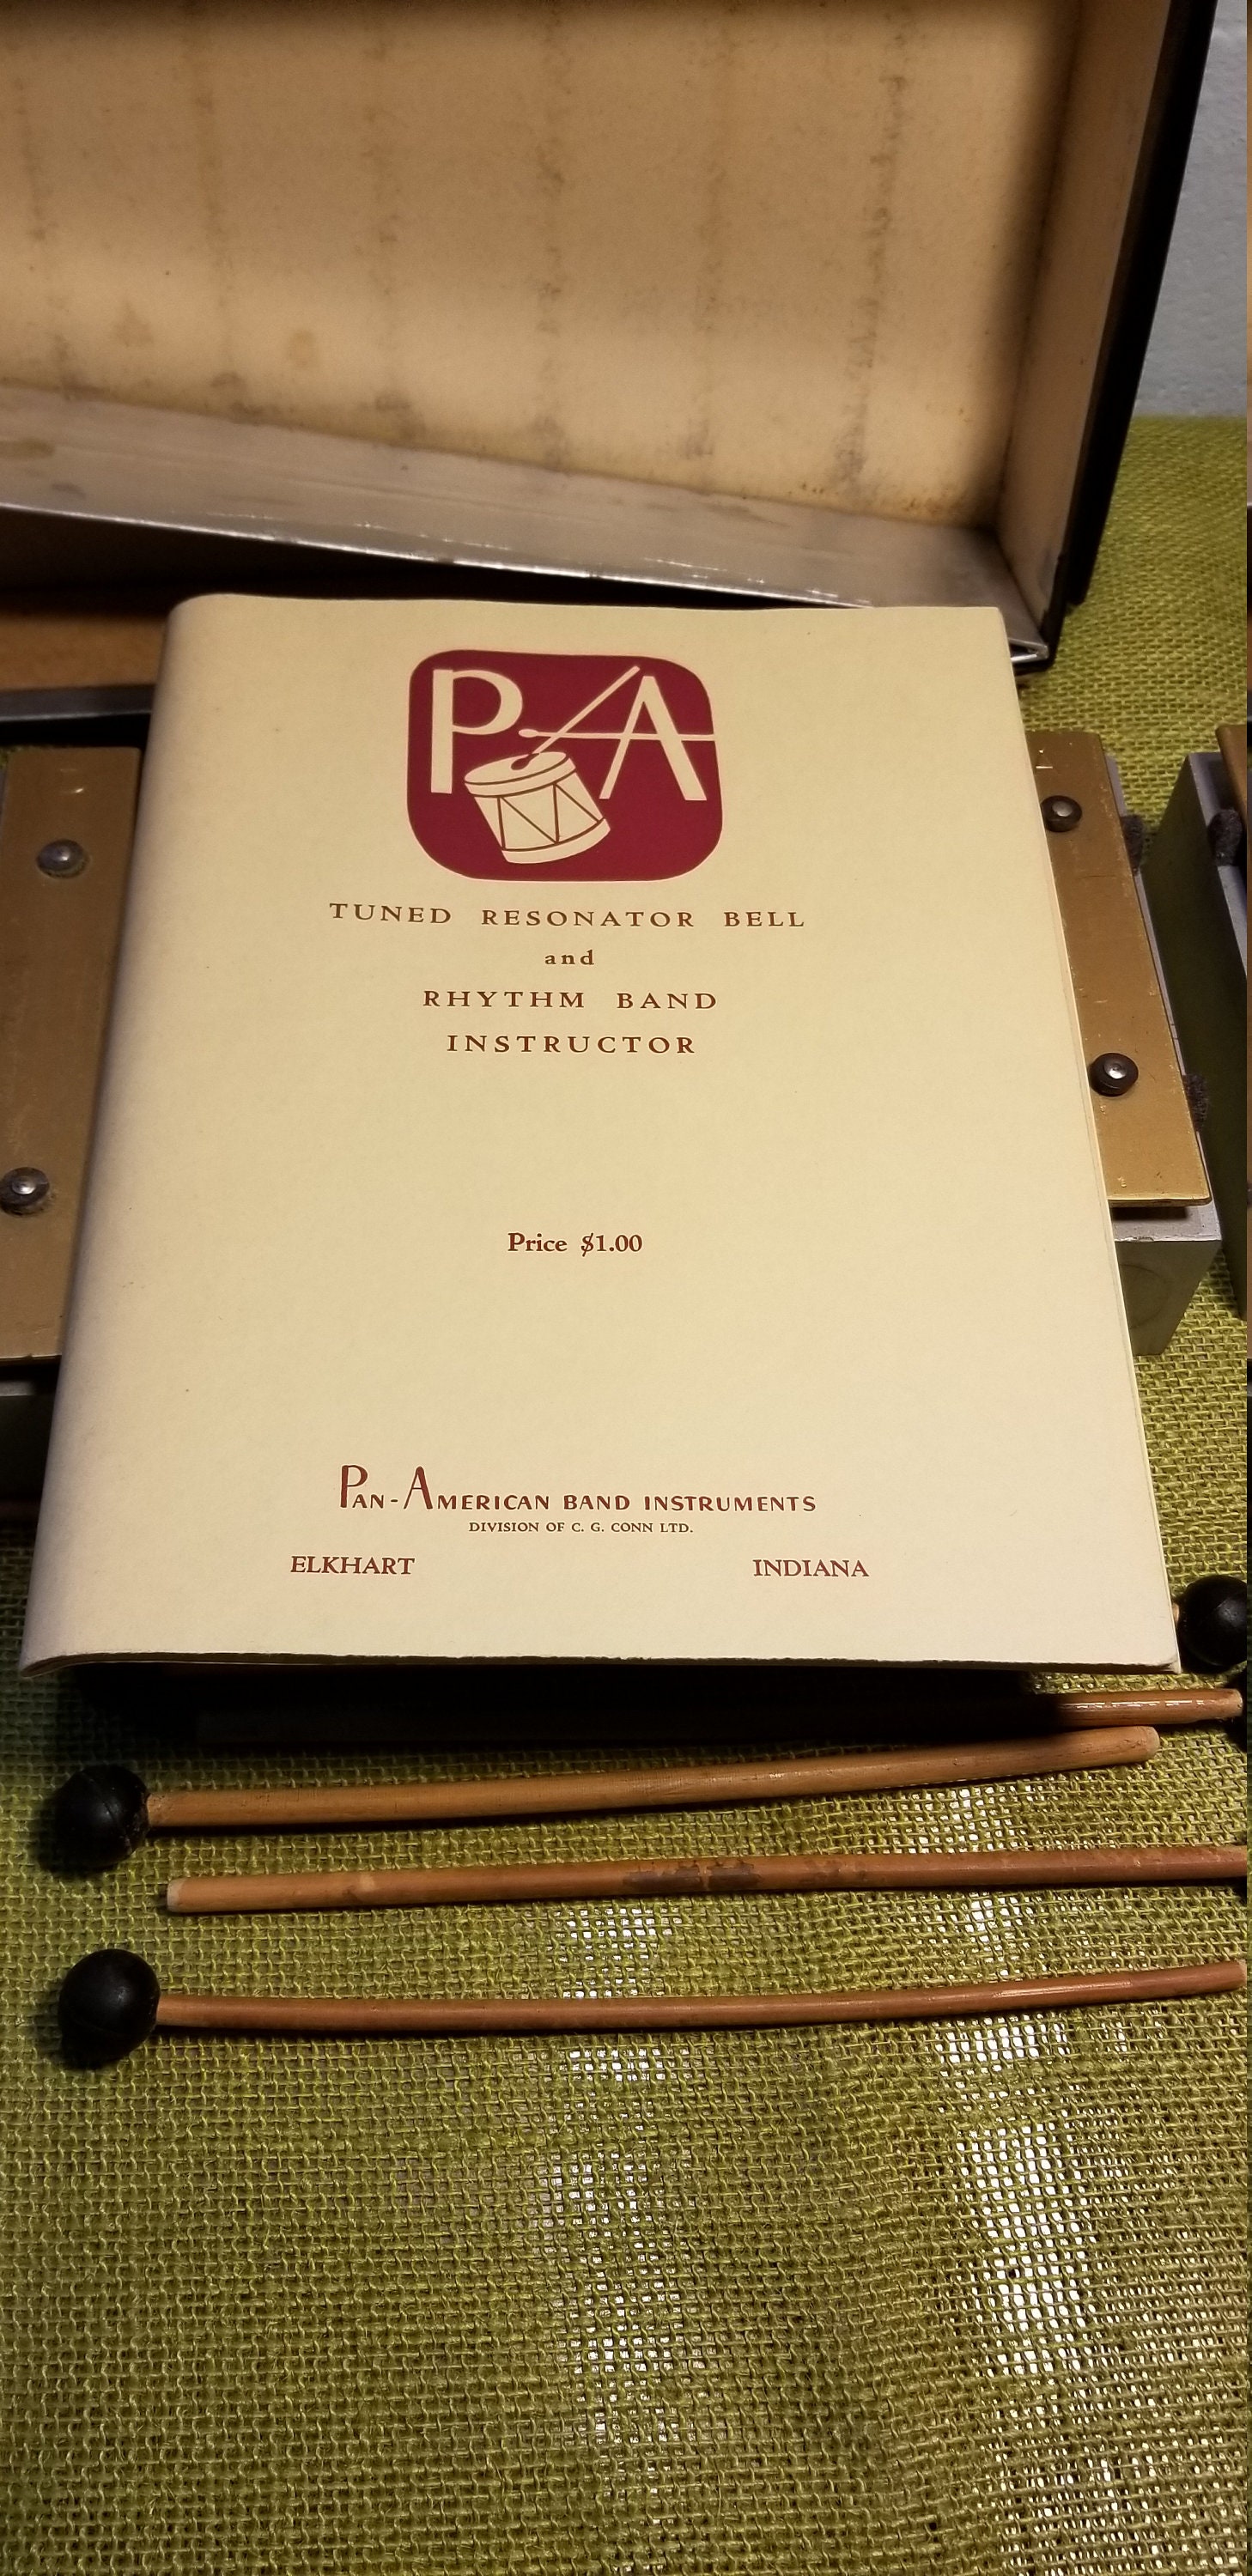 PA
TUNED RESONATOR BELL
and
RHYTHM BAND
INSTRUCTOR
Price $1.00
PAN-AMERICAN BAND INSTRUMENTS
DIVISION OF C. G. CONN LTD.
ELKHART INDIANA